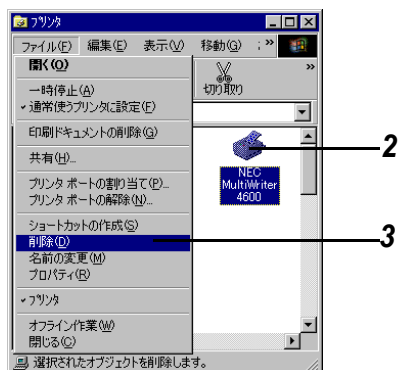 プリンタ
ファイル(F) 編集(E) 表示(V) 移動(G) : »
開く(O)
一時停止(A)
通常使うプリンタに設定(F)
印刷ドキュメントの削除(G)
共有(H)...
プリンタ ポートの割り当て(P)...
プリンタ ポートの解除(N)...
ショートカットの作成(S)
削除(D)
名前の変更(M)
プロパティ(R)
プリンタ
オフライン作業(W)
閉じる(C)
切り取り
»
NEC
MultiWriter
4600
2
3
選択されたオブジェクトを削除します。